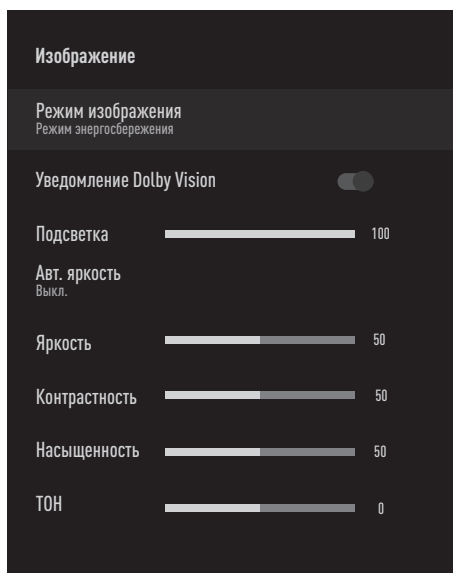 Изображение
Режим изображения
Режим энергосбережения
Уведомление Dolby Vision
Подсветка 100
Авт. яркость
Выкл.
Яркость 50
Контрастность 50
Насыщенность 50
ТОН 0